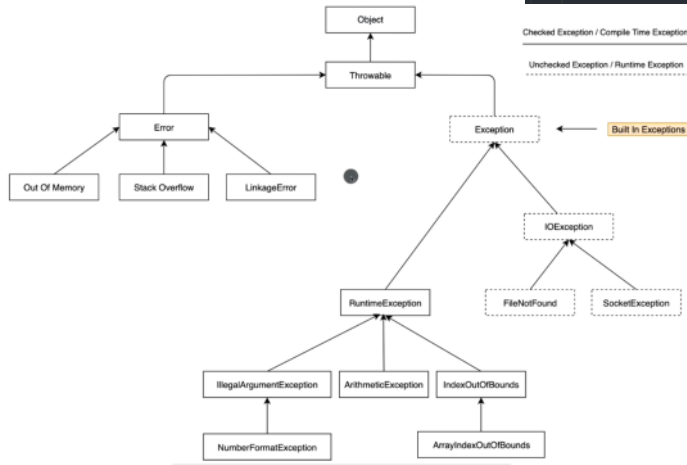 Object
Checked Exception / Compile Time Exception
Unchecked Exception / Runtime Exception
Throwable
Error
Exception
Built In Exceptions
Out Of Memory
Stack Overflow
LinkageError
IOException
RuntimeException
FileNotFound
SocketException
IllegalArgumentException
ArithmeticException
IndexOutOfBounds
NumberFormatException
ArrayIndexOutOfBounds